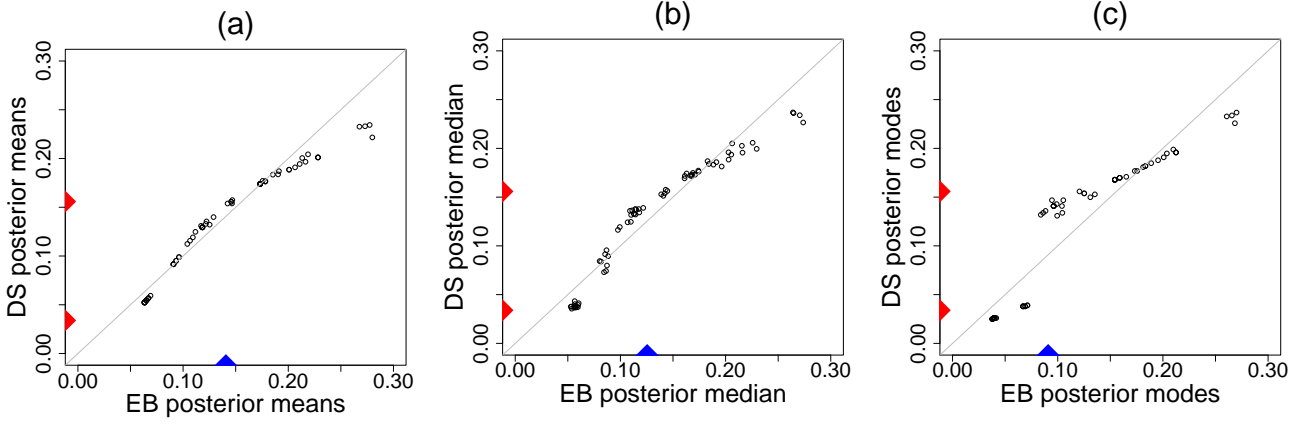 (a)
DS posterior means
0.00 0.10 0.20 0.30
0.00 0.10 0.20 0.30
EB posterior means
(b)
DS posterior median
0.00 0.10 0.20 0.30
0.00 0.10 0.20 0.30
EB posterior median
(c)
DS posterior modes
0.00 0.10 0.20 0.30
0.00 0.10 0.20 0.30
EB posterior modes